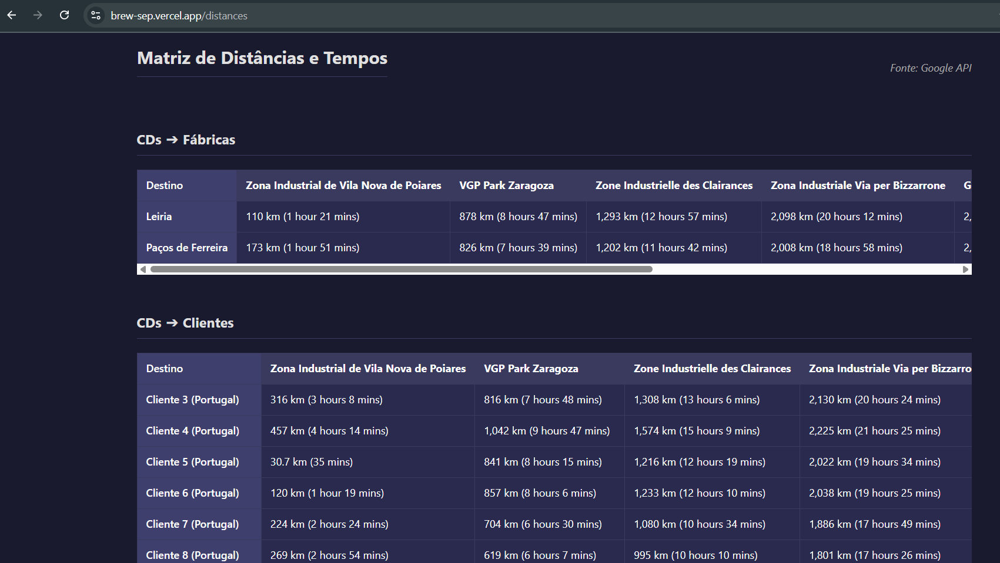 brew-sep.vercel.app/distances
Matriz de Distâncias e Tempos
Fonte: Google API
CDs ➔ Fábricas
Destino Zona Industrial de Vila Nova de Poiares VGP Park Zaragoza Zone Industrielle des Clairances Zona Industriale Via per Bizzarrone G
Leiria 110 km (1 hour 21 mins) 878 km (8 hours 47 mins) 1,293 km (12 hours 57 mins) 2,098 km (20 hours 12 mins) 2,
Paços de Ferreira 173 km (1 hour 51 mins) 826 km (7 hours 39 mins) 1,202 km (11 hours 42 mins) 2,008 km (18 hours 58 mins) 2,
CDs ➔ Clientes
Destino Zona Industrial de Vila Nova de Poiares VGP Park Zaragoza Zone Industrielle des Clairances Zona Industriale Via per Bizzarro
Cliente 3 (Portugal) 316 km (3 hours 8 mins) 816 km (7 hours 48 mins) 1,308 km (13 hours 6 mins) 2,130 km (20 hours 24 mins)
Cliente 4 (Portugal) 457 km (4 hours 14 mins) 1,042 km (9 hours 47 mins) 1,574 km (15 hours 9 mins) 2,225 km (21 hours 25 mins)
Cliente 5 (Portugal) 30.7 km (35 mins) 841 km (8 hours 15 mins) 1,216 km (12 hours 19 mins) 2,022 km (19 hours 34 mins)
Cliente 6 (Portugal) 120 km (1 hour 19 mins) 857 km (8 hours 6 mins) 1,233 km (12 hours 10 mins) 2,038 km (19 hours 25 mins)
Cliente 7 (Portugal) 224 km (2 hours 24 mins) 704 km (6 hours 30 mins) 1,080 km (10 hours 34 mins) 1,886 km (17 hours 49 mins)
Cliente 8 (Portugal) 269 km (2 hours 54 mins) 619 km (6 hours 7 mins) 995 km (10 hours 10 mins) 1,801 km (17 hours 26 mins)